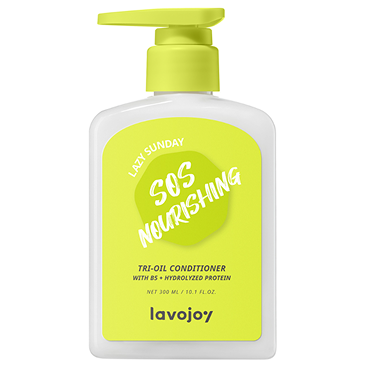 LAZY SUNDAY
SOS
NOURISHING
TRI-OIL CONDITIONER
WITH B5 + HYDROLYZED PROTEIN
NET 300 ML / 10.1 FL.OZ.
lavojoy